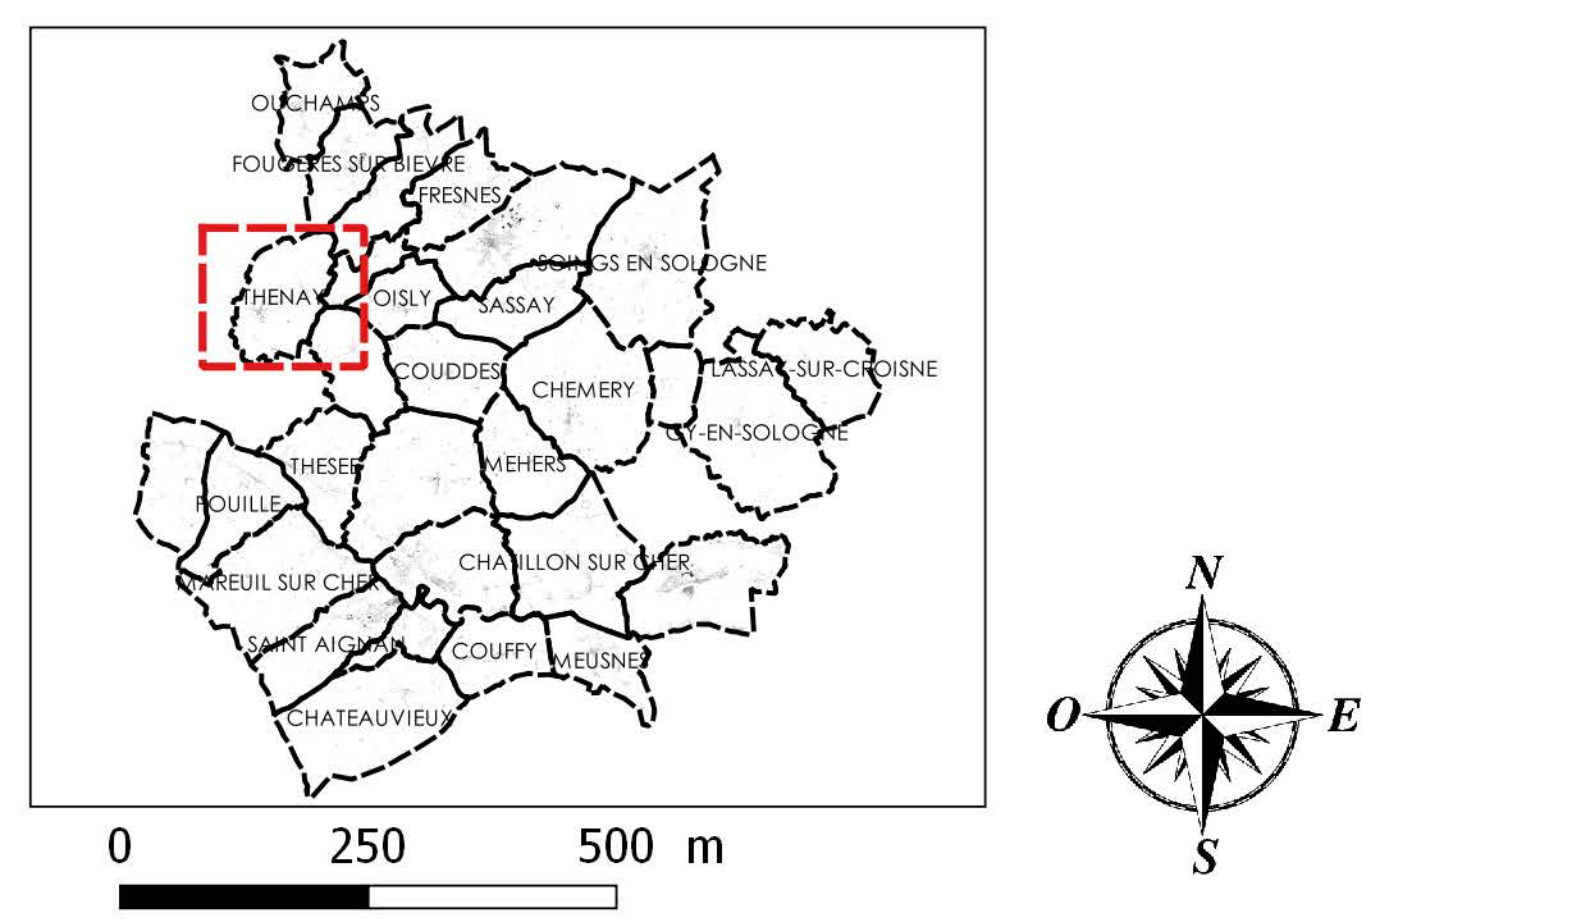 OUCHAMPS
FOUGERES SUR BIEVRE
FRESNES
SOINGS EN SOLOGNE
THENAY
OISLY
SASSAY
COUDDES
LASSAY-SUR-CROISNE
CHEMERY
GY-EN-SOLOGNE
THESEE
MEHERS
POUILLE
CHATILLON SUR CHER
MAREUIL SUR CHER
SAINT AIGNAN
COUFFY
MEUSNES
CHATEAUVIEUX
N
O
E
S
0 250 500 m